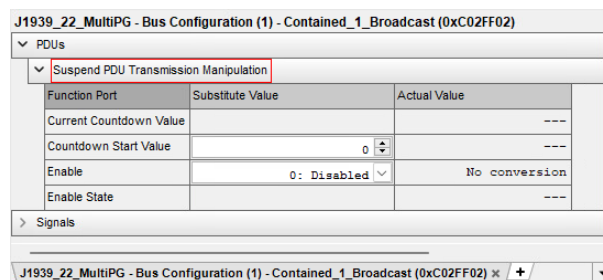 J1939_22_MultiPG - Bus Configuration (1) - Contained_1_Broadcast (0xC02FF02)
PDUs
Suspend PDU Transmission Manipulation
Function Port Substitute Value Actual Value
Current Countdown Value ---
Countdown Start Value 0 ---
Enable 0: Disabled No conversion
Enable State ---
Signals
J1939_22_MultiPG - Bus Configuration (1) - Contained_1_Broadcast (0xC02FF02) × +